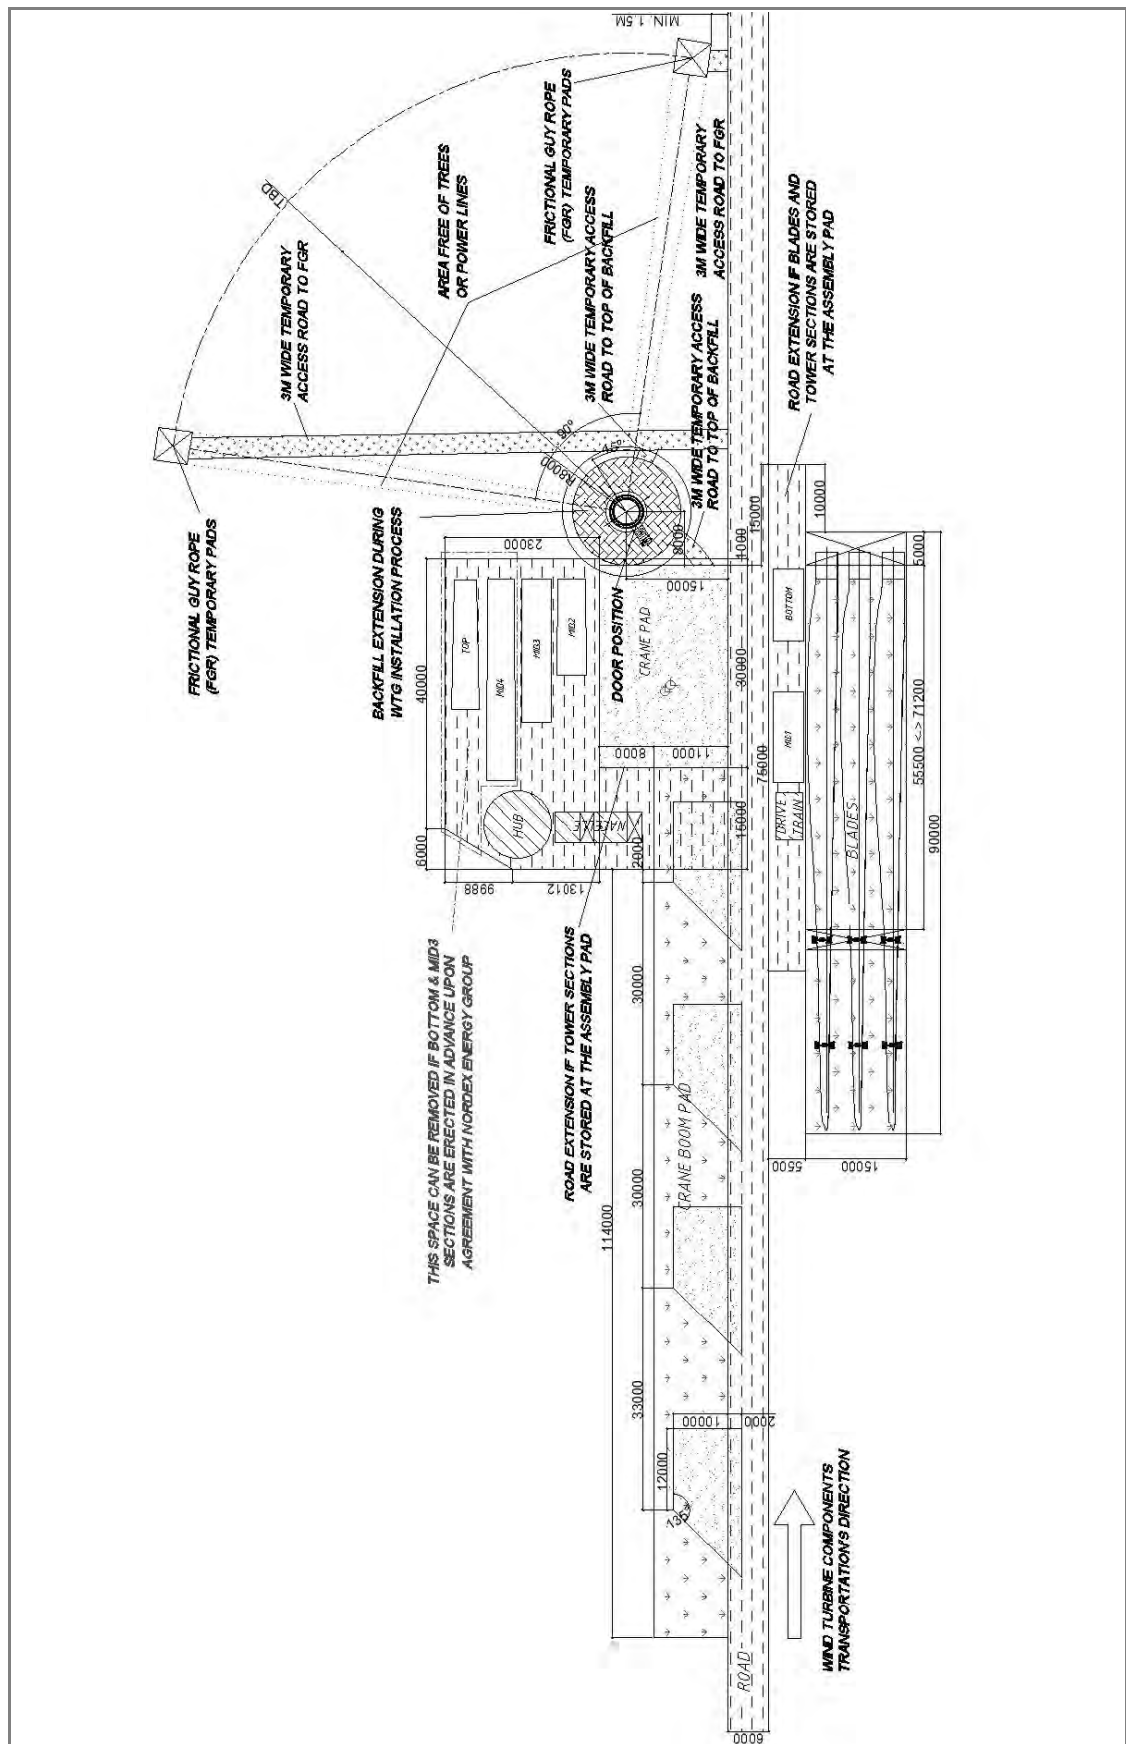 MIN. 1.5M
FRICTIONAL GUY ROPE
(FGR) TEMPORARY PADS
TBD
AREA FREE OF TREES
OR POWER LINES
3M WIDE TEMPORARY
ACCESS ROAD TO FGR
3M WIDE TEMPORARY
ACCESS ROAD TO FGR
3M WIDE TEMPORARY ACCESS
ROAD TO TOP OF BACKFILL
3M WIDE TEMPORARY ACCESS
ROAD TO TOP OF BACKFILL
ROAD EXTENSION IF BLADES AND
TOWER SECTIONS ARE STORED
AT THE ASSEMBLY PAD
FRICTIONAL GUY ROPE
(FGR) TEMPORARY PADS
BACKFILL EXTENSION DURING
WTG INSTALLATION PROCESS
90°
45°
R8000
23000
8000
15000
1000
15000
10000
5000
DOOR POSITION
40000
TOP
MID4
MID3
MID2
CRANE PAD
30000
BOTTOM
MID1
DRIVE
TRAIN
BLADES
55500 <-> 71200
90000
75000
8000
11000
15000
HUB
NACELLE
2000
6000
9988
13012
THIS SPACE CAN BE REMOVED IF BOTTOM & MID3
SECTIONS ARE ERECTED IN ADVANCE UPON
AGREEMENT WITH NORDEX ENERGY GROUP
ROAD EXTENSION IF TOWER SECTIONS
ARE STORED AT THE ASSEMBLY PAD
30000
30000
33000
114000
CRANE BOOM PAD
5500
15000
12000
10000
2000
135°
ROAD
6000
WIND TURBINE COMPONENTS
TRANSPORTATION'S DIRECTION